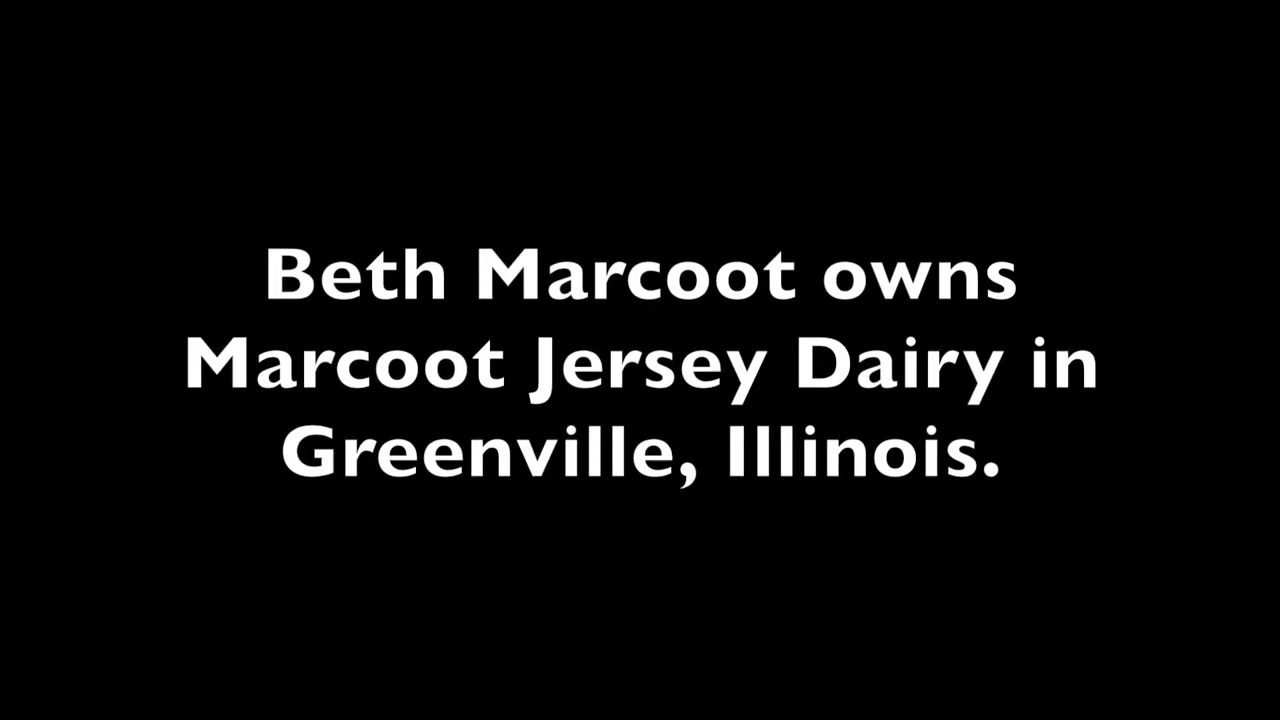 Beth Marcoot owns
Marcoot Jersey Dairy in
Greenville, Illinois.